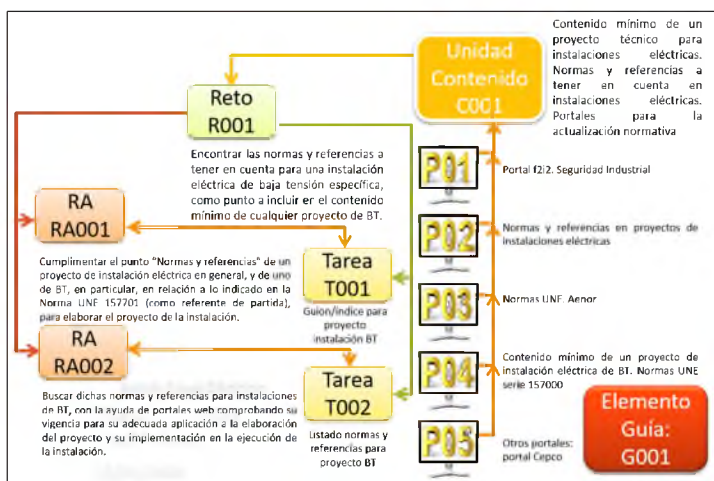 Unidad
Contenido
C001
Contenido mínimo de un
proyecto técnico para
instalaciones eléctricas.
Normas y referencias a
tener en cuenta en
instalaciones eléctricas.
Portales para la
actualización normativa
Reto
R001
Encontrar las normas y referencias a
tener en cuenta para una instalación
eléctrica de baja tensión específica,
como punto a incluir en el contenido
mínimo de cualquier proyecto de BT.
P01
Portal f2i2. Seguridad Industrial
RA
RA001
P02
Normas y referencias en proyectos de
instalaciones eléctricas
Cumplimentar el punto "Normas y referencias" de un
proyecto de instalación eléctrica en general, y de uno
de BT, en particular, en relación a lo indicado en la
Norma UNE 157701 (como referente de partida),
para elaborar el proyecto de la instalación.
Tarea
T001
Guion/índice para
proyecto
instalación BT
P03
Normas UNE. Aenor
RA
RA002
P04
Contenido mínimo de un proyecto de
instalación eléctrica de BT. Normas UNE
serie 157000
Buscar dichas normas y referencias para instalaciones
de BT, con la ayuda de portales web comprobando su
vigencia para su adecuada aplicación a la elaboración
del proyecto y su implementación en la ejecución de
la instalación.
Tarea
T002
Listado normas y
referencias para
proyecto BT
P05
Otros portales:
portal Cepco
Elemento
Guía:
G001